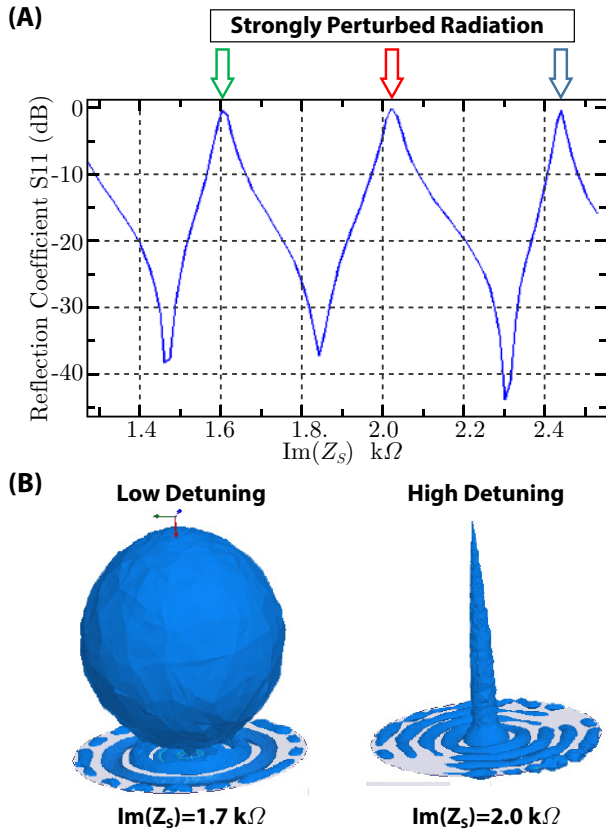 (A)
Strongly Perturbed Radiation
Reflection Coefficient S11 (dB)
0
-10
-20
-30
-40
1.4
1.6
1.8.
2.0
2.2
2.4
Im(Z_S) kΩ
(B)
Low Detuning
High Detuning
Im(Z_S)=1.7 kΩ
Im(Z_S)=2.0 kΩ